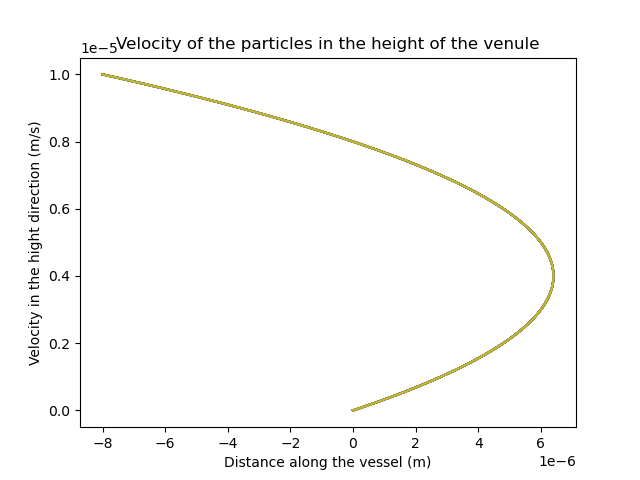 Velocity of the particles in the height of the venule
1e−5
1.0
0.8
0.6
0.4
0.2
0.0
Velocity in the hight direction (m/s)
−8 −6 −4 −2 0 2 4 6
1e−6
Distance along the vessel (m)